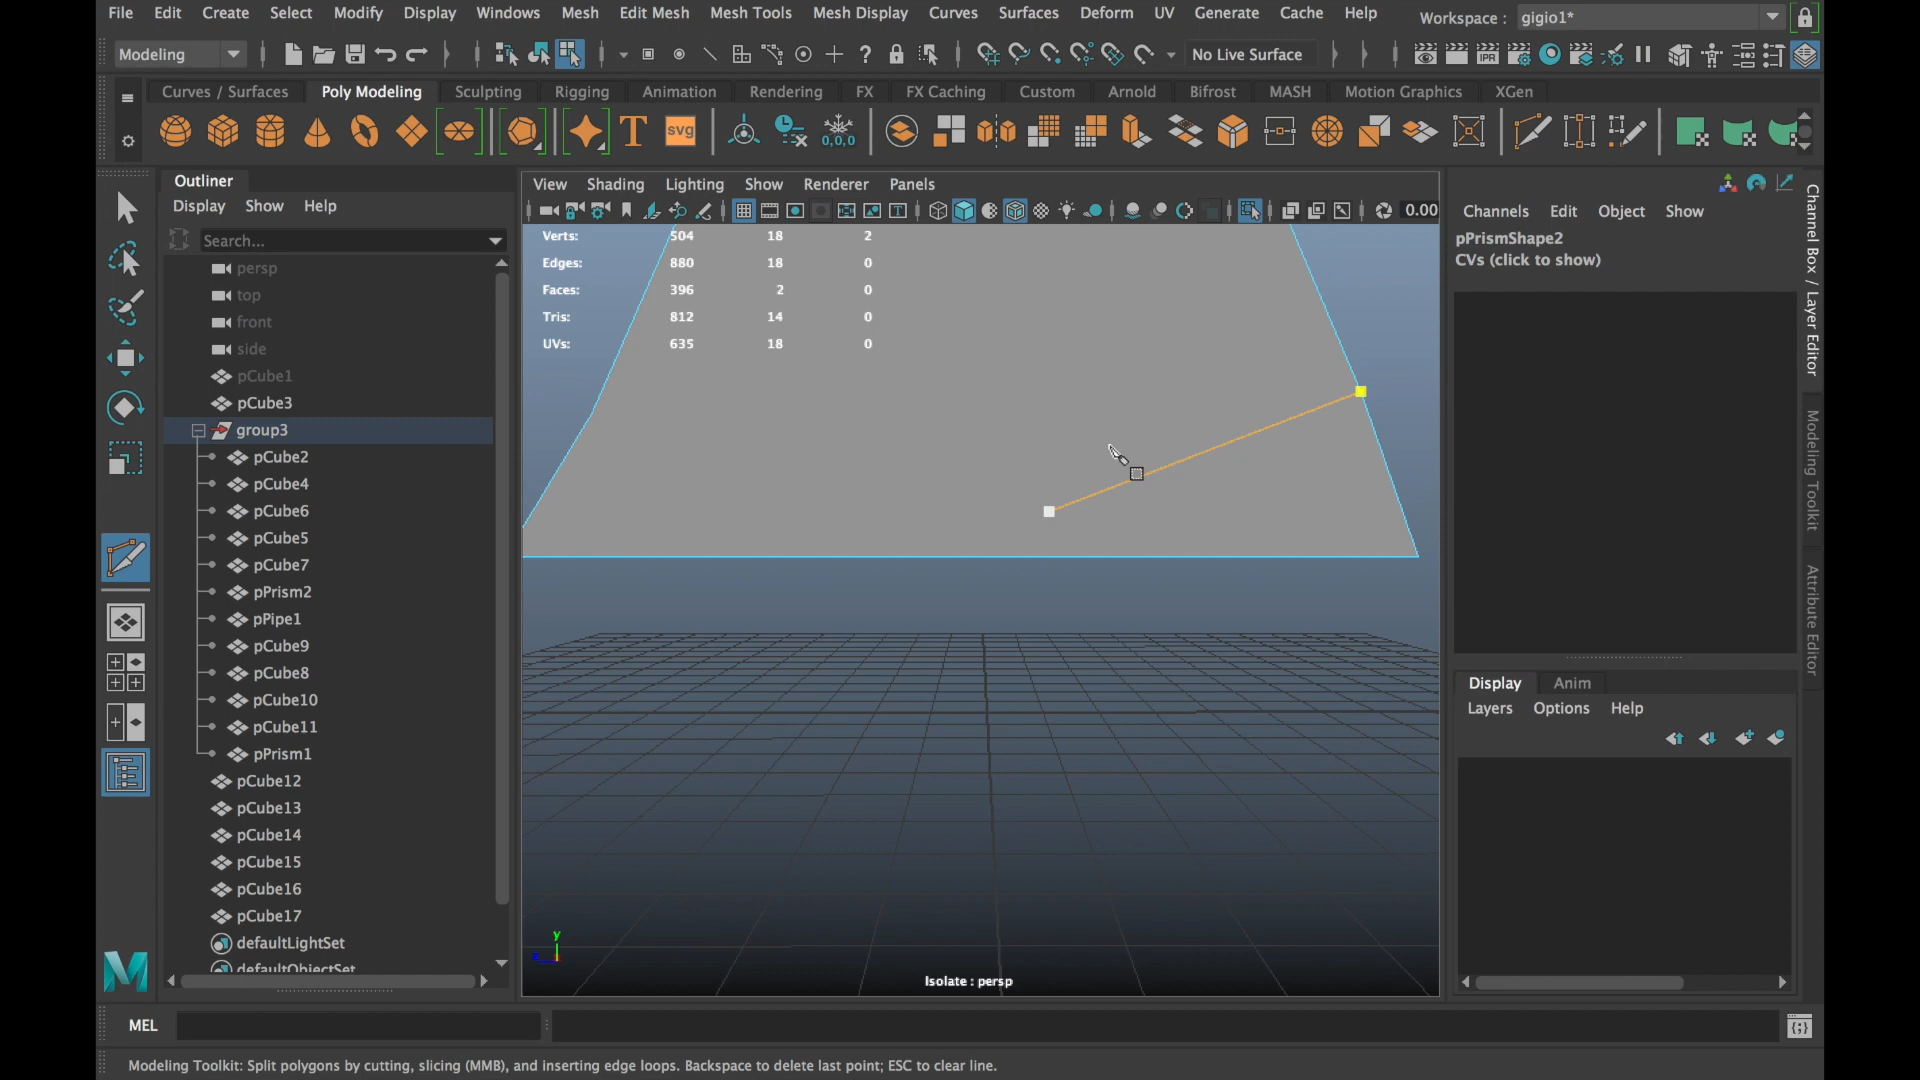 File Edit Create Select Modify Display Windows Mesh Edit Mesh Mesh Tools Mesh Display Curves Surfaces Deform UV Generate Cache Help Workspace : gigio1*
Modeling No Live Surface IPR
Curves / Surfaces Poly Modeling Sculpting Rigging Animation Rendering FX FX Caching Custom Arnold Bifrost MASH Motion Graphics XGen
T svg 0,0,0
Outliner
Display Show Help
Search...
persp
top
front
side
pCube1
pCube3
group3
pCube2
pCube4
pCube6
pCube5
pCube7
pPrism2
pPipe1
pCube9
pCube8
pCube10
pCube11
pPrism1
pCube12
pCube13
pCube14
pCube15
pCube16
pCube17
defaultLightSet
defaultObjectSet
View Shading Lighting Show Renderer Panels
0.00
Verts: 504 18 2
Edges: 880 18 0
Faces: 396 2 0
Tris: 812 14 0
UVs: 635 18 0
y
z
Isolate : persp
Channels Edit Object Show
pPrismShape2
CVs (click to show)
Display Anim
Layers Options Help
Channel Box / Layer Editor
Modeling Toolkit
Attribute Editor
M
MEL
Modeling Toolkit: Split polygons by cutting, slicing (MMB), and inserting edge loops. Backspace to delete last point; ESC to clear line.